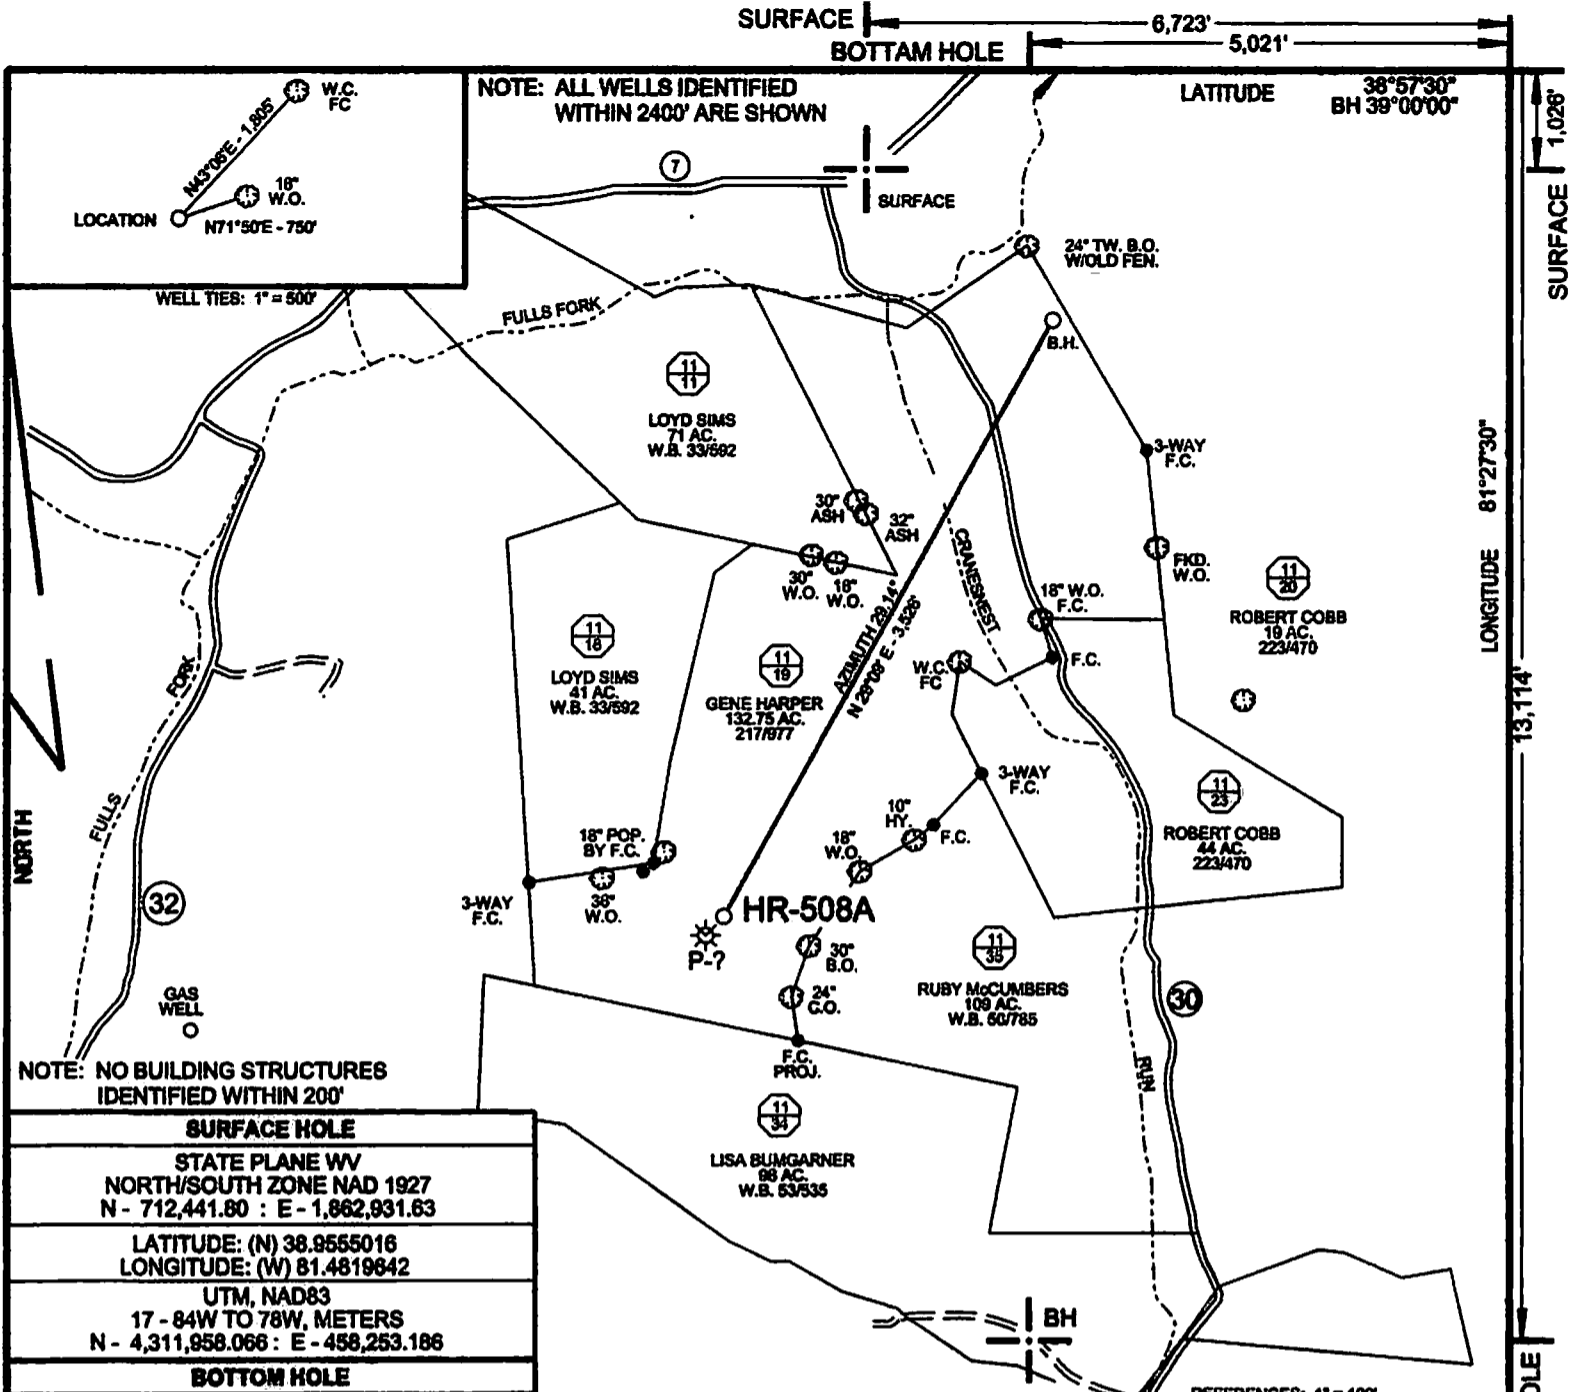 SURFACE
6,723'
BOTTAM HOLE
5,021'
W.C.
FC
N43°06'E - 1,805'
18"
W.O.
LOCATION
N71°50'E - 750'
WELL TIES: 1" = 500'
NOTE: ALL WELLS IDENTIFIED
WITHIN 2400' ARE SHOWN
LATITUDE
38°57'30"
BH 39°00'00"
1,026'
SURFACE
7
SURFACE
24" TW. B.O.
W/OLD FEN.
FULLS FORK
B.H.
11
11
LOYD SIMS
71 AC.
W.B. 33/592
3-WAY
F.C.
LONGITUDE 81°27'30"
30"
ASH
32"
ASH
CRANESNEST
30"
W.O.
18"
W.O.
FKD.
W.O.
11
20
ROBERT COBB
19 AC.
223/470
18" W.O.
F.C.
11
18
LOYD SIMS
41 AC.
W.B. 33/592
11
19
GENE HARPER
132.75 AC.
217/977
AZIMUTH 29.14°
N 29°09' E - 3,526'
W.C.
FC
F.C.
FORK
13,114'
3-WAY
F.C.
11
23
ROBERT COBB
44 AC.
223/470
FULLS
NORTH
10"
HY.
F.C.
18"
W.O.
18" POP.
BY F.C.
32
3-WAY
F.C.
36"
W.O.
HR-508A
P-?
30"
B.O.
24"
C.O.
11
35
RUBY McCUMBERS
109 AC.
W.B. 50/785
30
GAS
WELL
F.C.
PROJ.
RUN
NOTE: NO BUILDING STRUCTURES
IDENTIFIED WITHIN 200'
11
34
LISA BUMGARNER
98 AC.
W.B. 53/535
SURFACE HOLE
STATE PLANE WV
NORTH/SOUTH ZONE NAD 1927
N - 712,441.80 : E - 1,862,931.63
LATITUDE: (N) 38.9555016
LONGITUDE: (W) 81.4819642
UTM, NAD83
17 - 84W TO 78W, METERS
N - 4,311,958.066 : E - 458,253.186
BOTTOM HOLE
BH